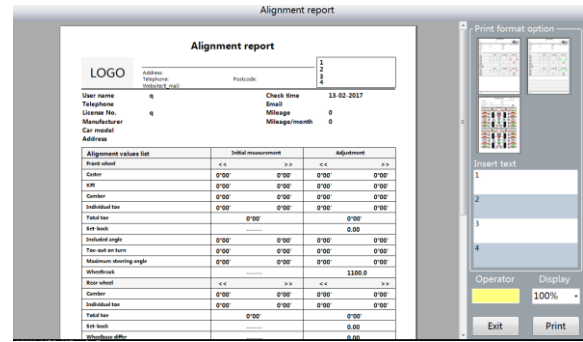 Alignment report
Alignment report
LOGO
Address:
Telephone: Postcode:
Website/E_mail:
1
2
3
4
User name q Check time 13-02-2017
Telephone Email
License No. q Mileage 0
Manufacturer Mileage/month 0
Car model
Address
Alignment values list Initial measurement Adjustment
Front wheel << >> << >>
Caster 0°00' 0°00' 0°00' 0°00'
KPI 0°00' 0°00' 0°00' 0°00'
Camber 0°00' 0°00' 0°00' 0°00'
Individual toe 0°00' 0°00' 0°00' 0°00'
Total toe 0°00' 0°00'
Set-back ........ 0.00
Included angle 0°00' 0°00' 0°00' 0°00'
Toe-out on turn 0°00' 0°00' 0°00' 0°00'
Maximum steering angle 0°00' 0°00' 0°00' 0°00'
Wheeltrack ........ 1100.0
Rear wheel << >> << >>
Camber 0°00' 0°00' 0°00' 0°00'
Individual toe 0°00' 0°00' 0°00' 0°00'
Total toe 0°00' 0°00'
Set-back ........ 0.00
Wheelbase differ ........ 0.00
Print format option
Insert text
1
2
3
4
Operator Display
100%
Exit Print